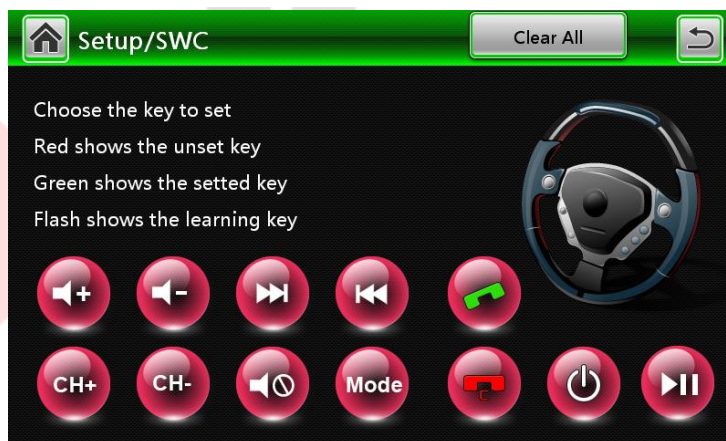 Setup/SWC
Clear All
Choose the key to set
Red shows the unset key
Green shows the setted key
Flash shows the learning key
CH+
CH-
Mode